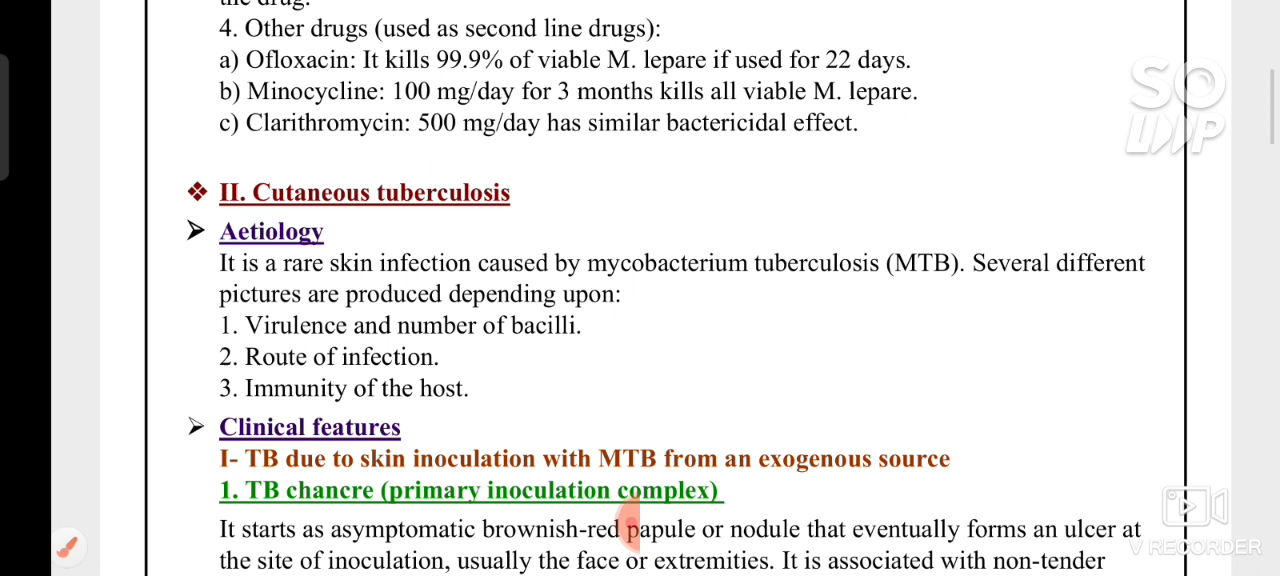 the drug.
4. Other drugs (used as second line drugs):
a) Ofloxacin: It kills 99.9% of viable M. lepare if used for 22 days.
b) Minocycline: 100 mg/day for 3 months kills all viable M. lepare.
c) Clarithromycin: 500 mg/day has similar bactericidal effect.
SO
LP
❖ II. Cutaneous tuberculosis
➢ Aetiology
It is a rare skin infection caused by mycobacterium tuberculosis (MTB). Several different
pictures are produced depending upon:
1. Virulence and number of bacilli.
2. Route of infection.
3. Immunity of the host.
➢ Clinical features
I- TB due to skin inoculation with MTB from an exogenous source
1. TB chancre (primary inoculation complex)
It starts as asymptomatic brownish-red papule or nodule that eventually forms an ulcer at
the site of inoculation, usually the face or extremities. It is associated with non-tender
V RECORDER